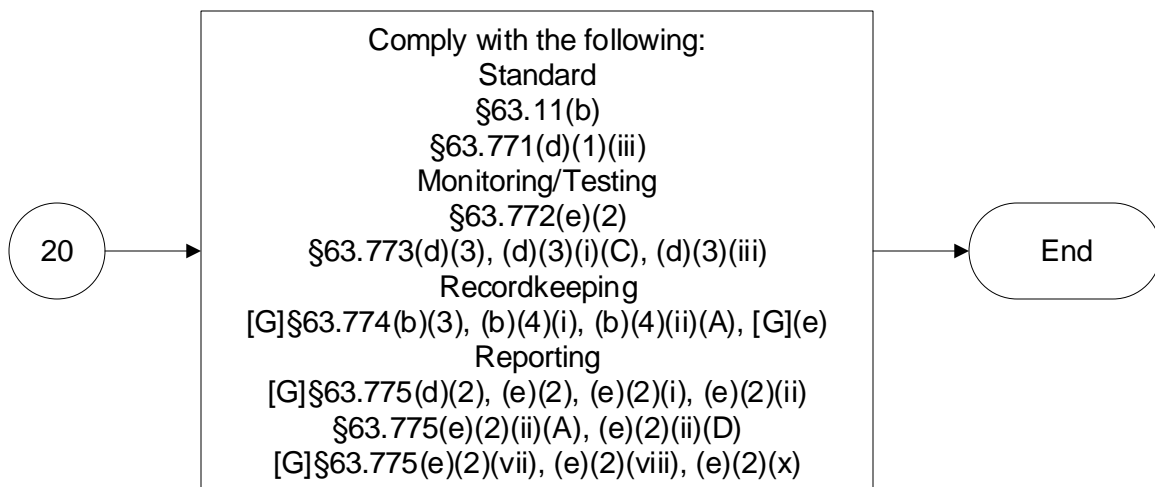 20
Comply with the following:
Standard
§63.11(b)
§63.771(d)(1)(iii)
Monitoring/Testing
§63.772(e)(2)
§63.773(d)(3), (d)(3)(i)(C), (d)(3)(iii)
Recordkeeping
[G]§63.774(b)(3), (b)(4)(i), (b)(4)(ii)(A), [G](e)
Reporting
[G]§63.775(d)(2), (e)(2), (e)(2)(i), (e)(2)(ii)
§63.775(e)(2)(ii)(A), (e)(2)(ii)(D)
[G]§63.775(e)(2)(vii), (e)(2)(viii), (e)(2)(x)
End